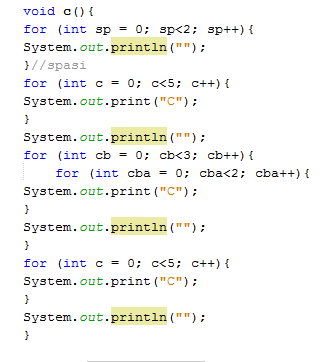 void c(){
for (int sp = 0; sp<2; sp++){
System.out.println("");
}//spasi
for (int c = 0; c<5; c++){
System.out.print("C");
}
System.out.println("");
for (int cb = 0; cb<3; cb++){
    for (int cba = 0; cba<2; cba++){
System.out.print("C");
}
System.out.println("");
}
for (int c = 0; c<5; c++){
System.out.print("C");
}
System.out.println("");
}